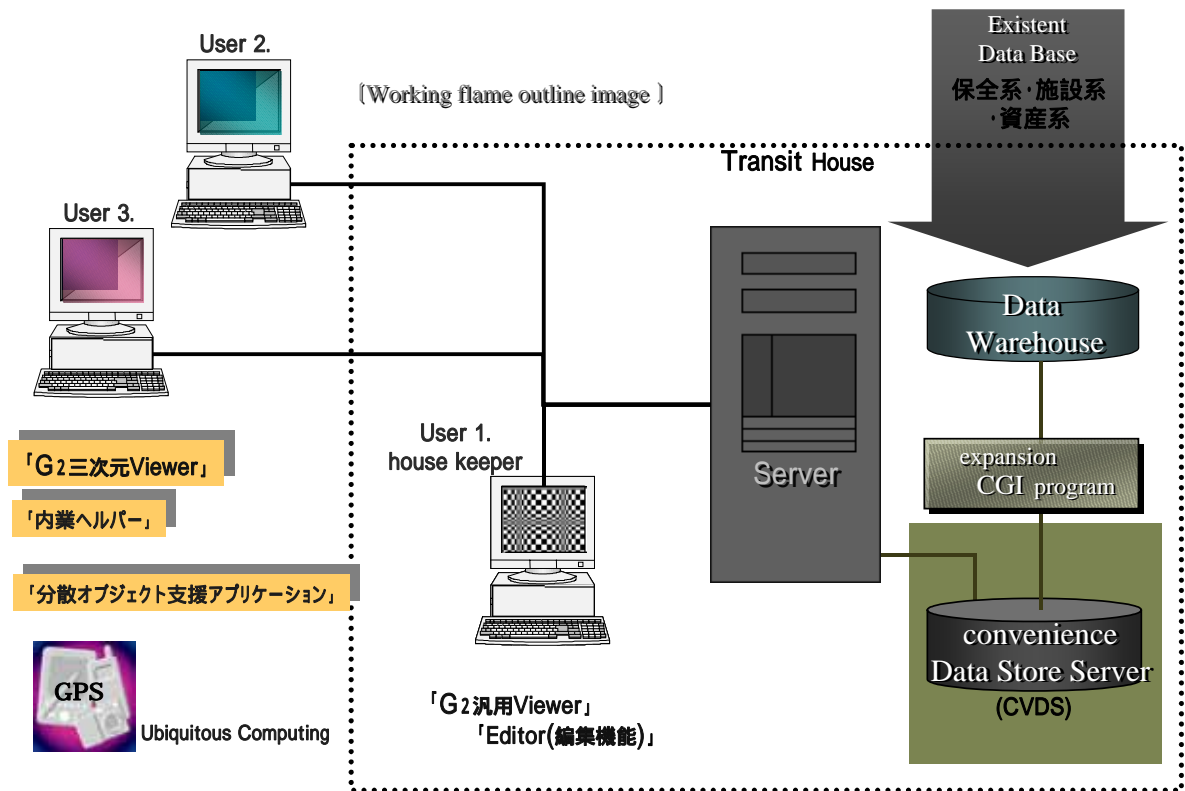 User 2.
〔Working flame outline image 〕
Existent
Data Base
保全系・施設系
・資産系
Transit House
User 3.
Data
Warehouse
User 1.
house keeper
Server
expansion
CGI program
「G2三次元Viewer」
「内業ヘルパー」
「分散オブジェクト支援アプリケーション」
convenience
Data Store Server
(CVDS)
GPS
Ubiquitous Computing
「G2汎用Viewer」
「Editor(編集機能)」